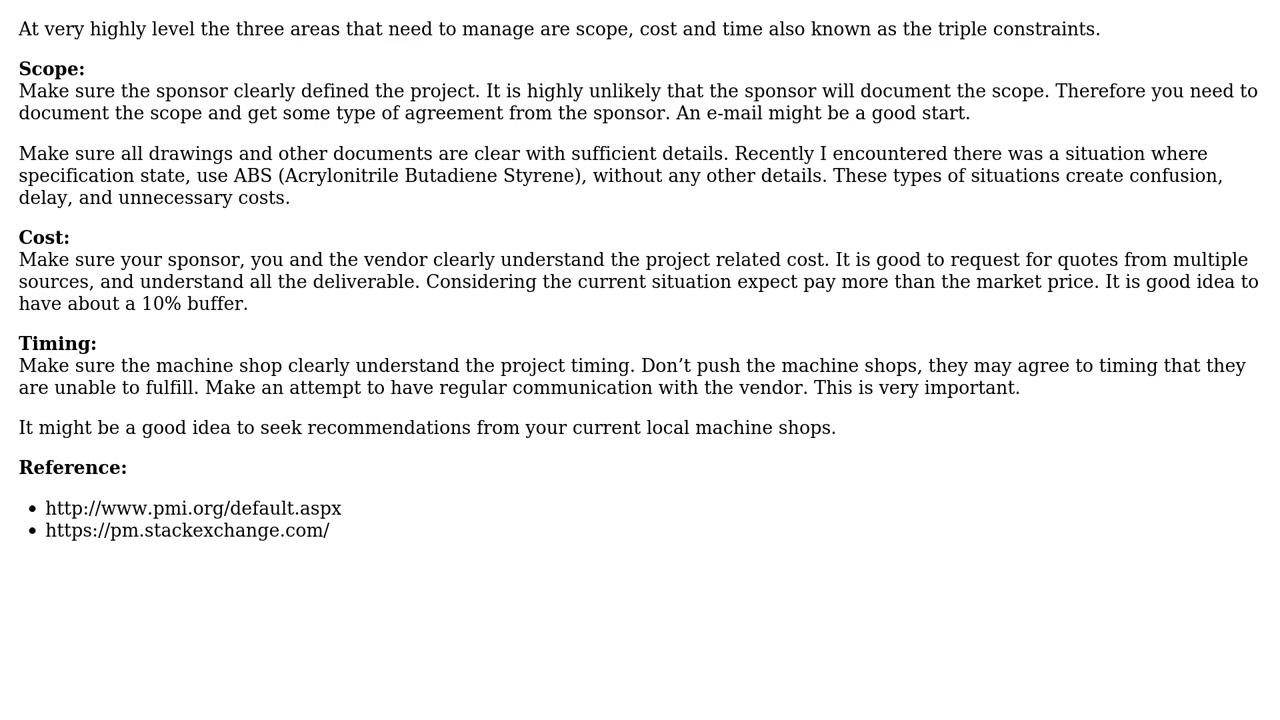 At very highly level the three areas that need to manage are scope, cost and time also known as the triple constraints.
Scope:
Make sure the sponsor clearly defined the project. It is highly unlikely that the sponsor will document the scope. Therefore you need to
document the scope and get some type of agreement from the sponsor. An e-mail might be a good start.
Make sure all drawings and other documents are clear with sufficient details. Recently I encountered there was a situation where
specification state, use ABS (Acrylonitrile Butadiene Styrene), without any other details. These types of situations create confusion,
delay, and unnecessary costs.
Cost:
Make sure your sponsor, you and the vendor clearly understand the project related cost. It is good to request for quotes from multiple
sources, and understand all the deliverable. Considering the current situation expect pay more than the market price. It is good idea to
have about a 10% buffer.
Timing:
Make sure the machine shop clearly understand the project timing. Don’t push the machine shops, they may agree to timing that they
are unable to fulfill. Make an attempt to have regular communication with the vendor. This is very important.
It might be a good idea to seek recommendations from your current local machine shops.
Reference:
• http://www.pmi.org/default.aspx
• https://pm.stackexchange.com/